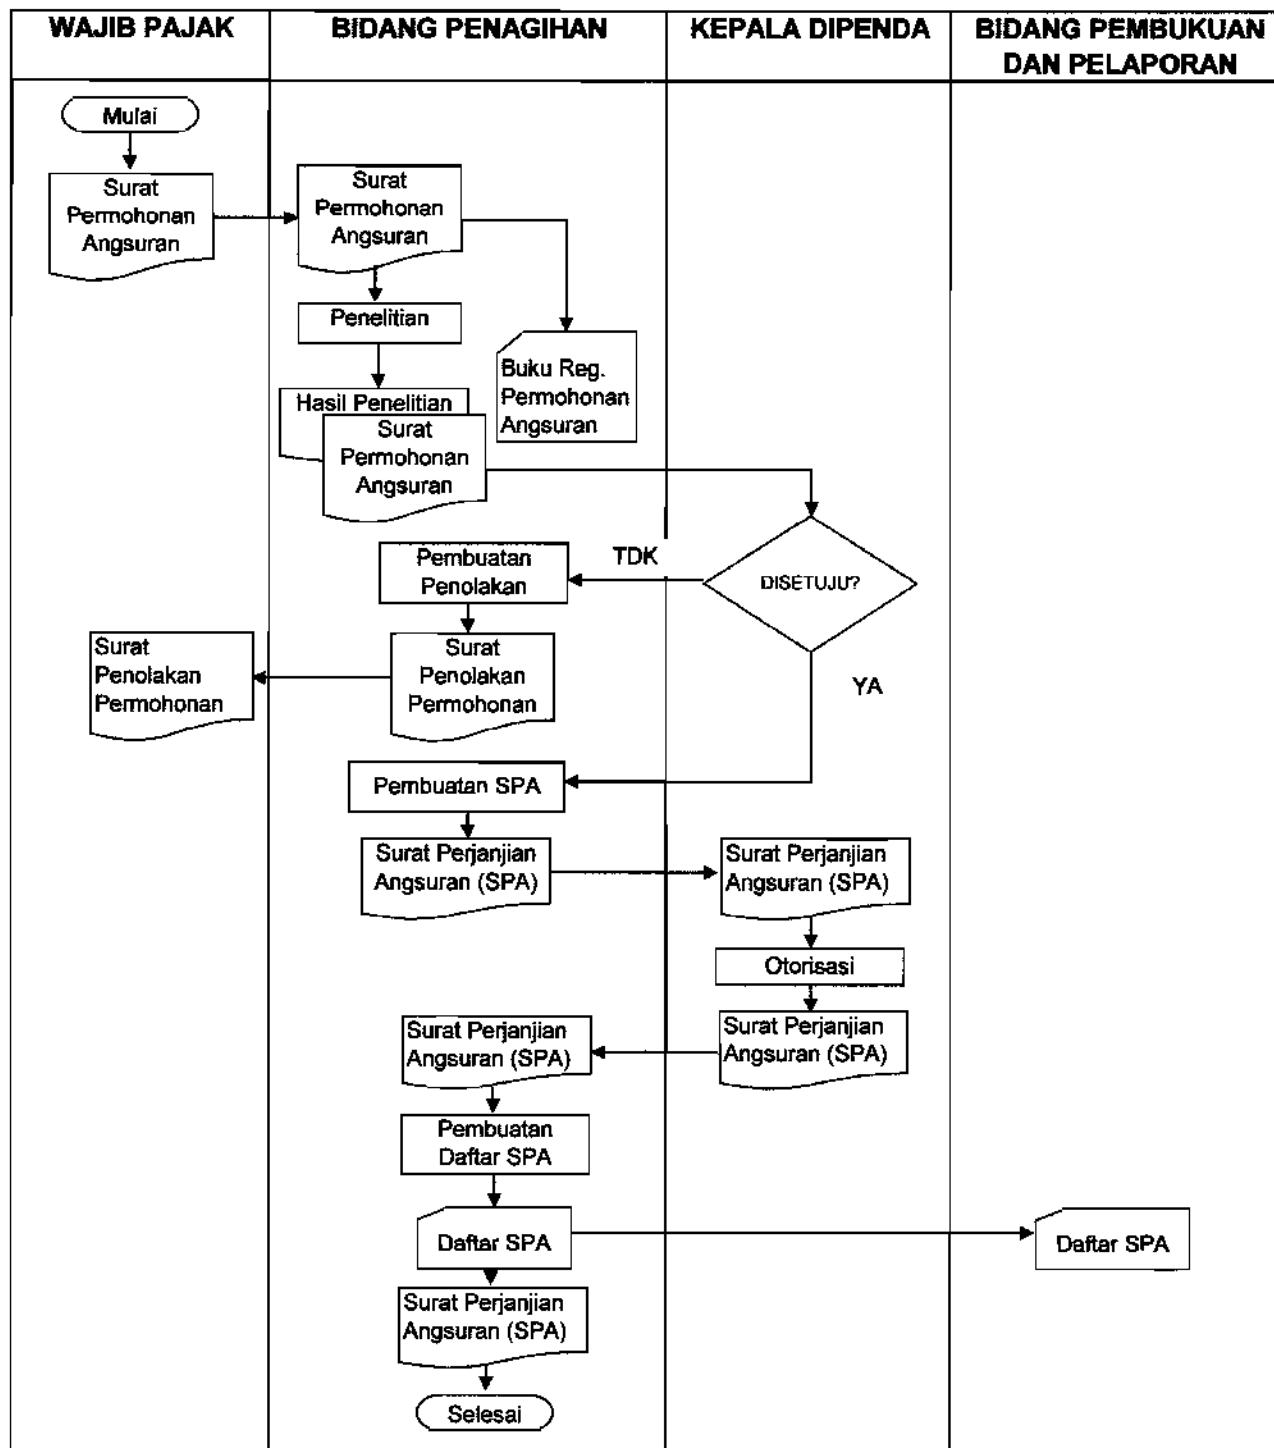 WAJIB PAJAK
BIDANG PENAGIHAN
KEPALA DIPENDA
BIDANG PEMBUKUAN
DAN PELAPORAN
Mulai
Surat
Permohonan
Angsuran
Surat
Permohonan
Angsuran
Penelitian
Buku Reg.
Permohonan
Angsuran
Hasil Penelitian
Surat
Permohonan
Angsuran
DISETUJU?
TDK
Pembuatan
Penolakan
Surat
Penolakan
Permohonan
Surat
Penolakan
Permohonan
YA
Pembuatan SPA
Surat Perjanjian
Angsuran (SPA)
Surat Perjanjian
Angsuran (SPA)
Otorisasi
Surat Perjanjian
Angsuran (SPA)
Surat Perjanjian
Angsuran (SPA)
Pembuatan
Daftar SPA
Daftar SPA
Daftar SPA
Surat Perjanjian
Angsuran (SPA)
Selesai